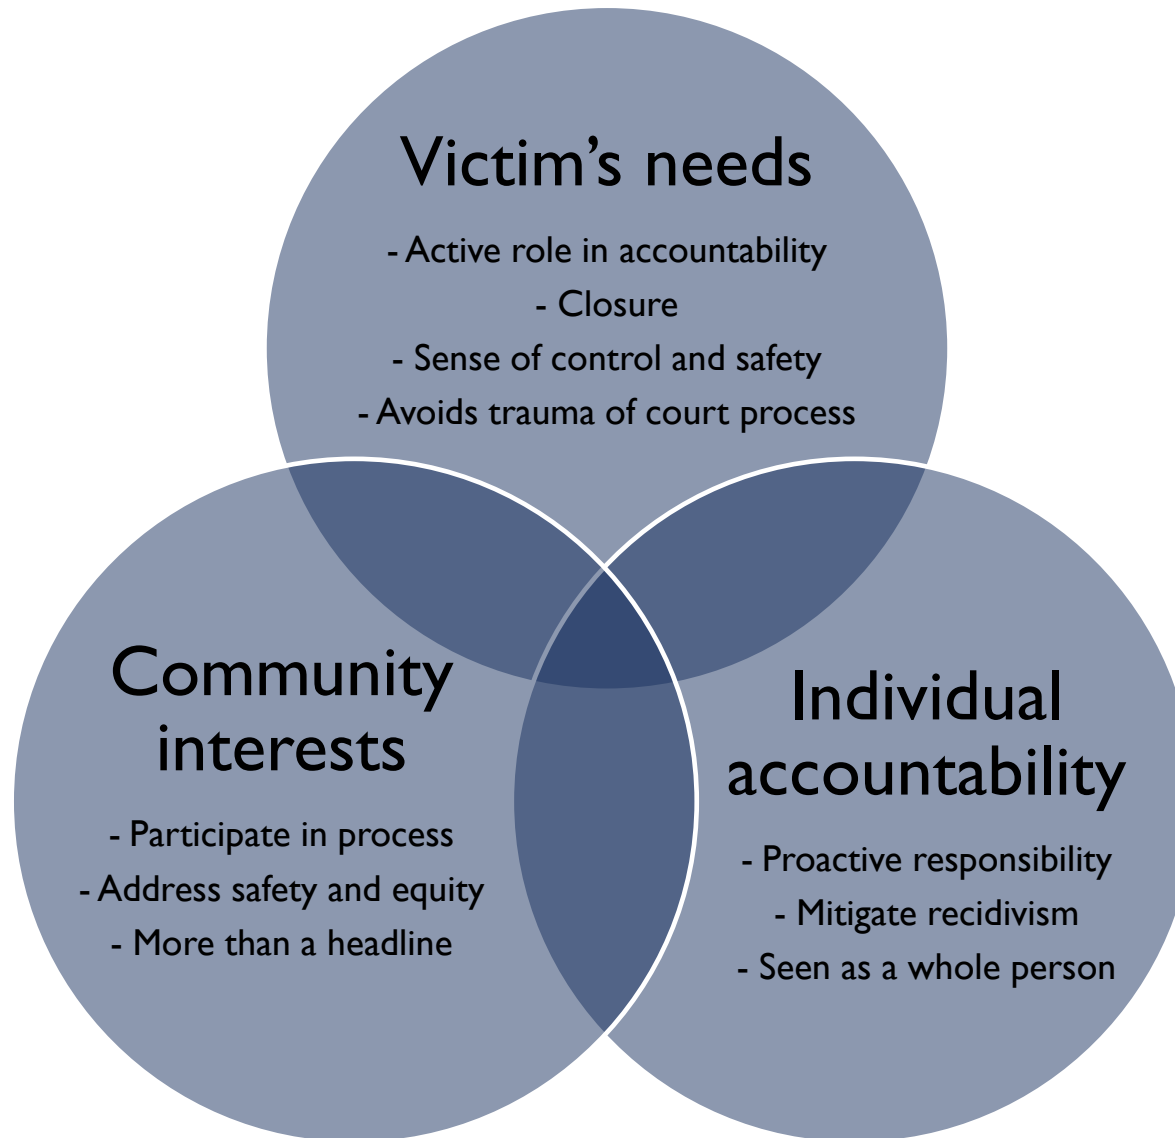 Victim’s needs
- Active role in accountability
- Closure
- Sense of control and safety
- Avoids trauma of court process
Community
interests
- Participate in process
- Address safety and equity
- More than a headline
Individual
accountability
- Proactive responsibility
- Mitigate recidivism
- Seen as a whole person